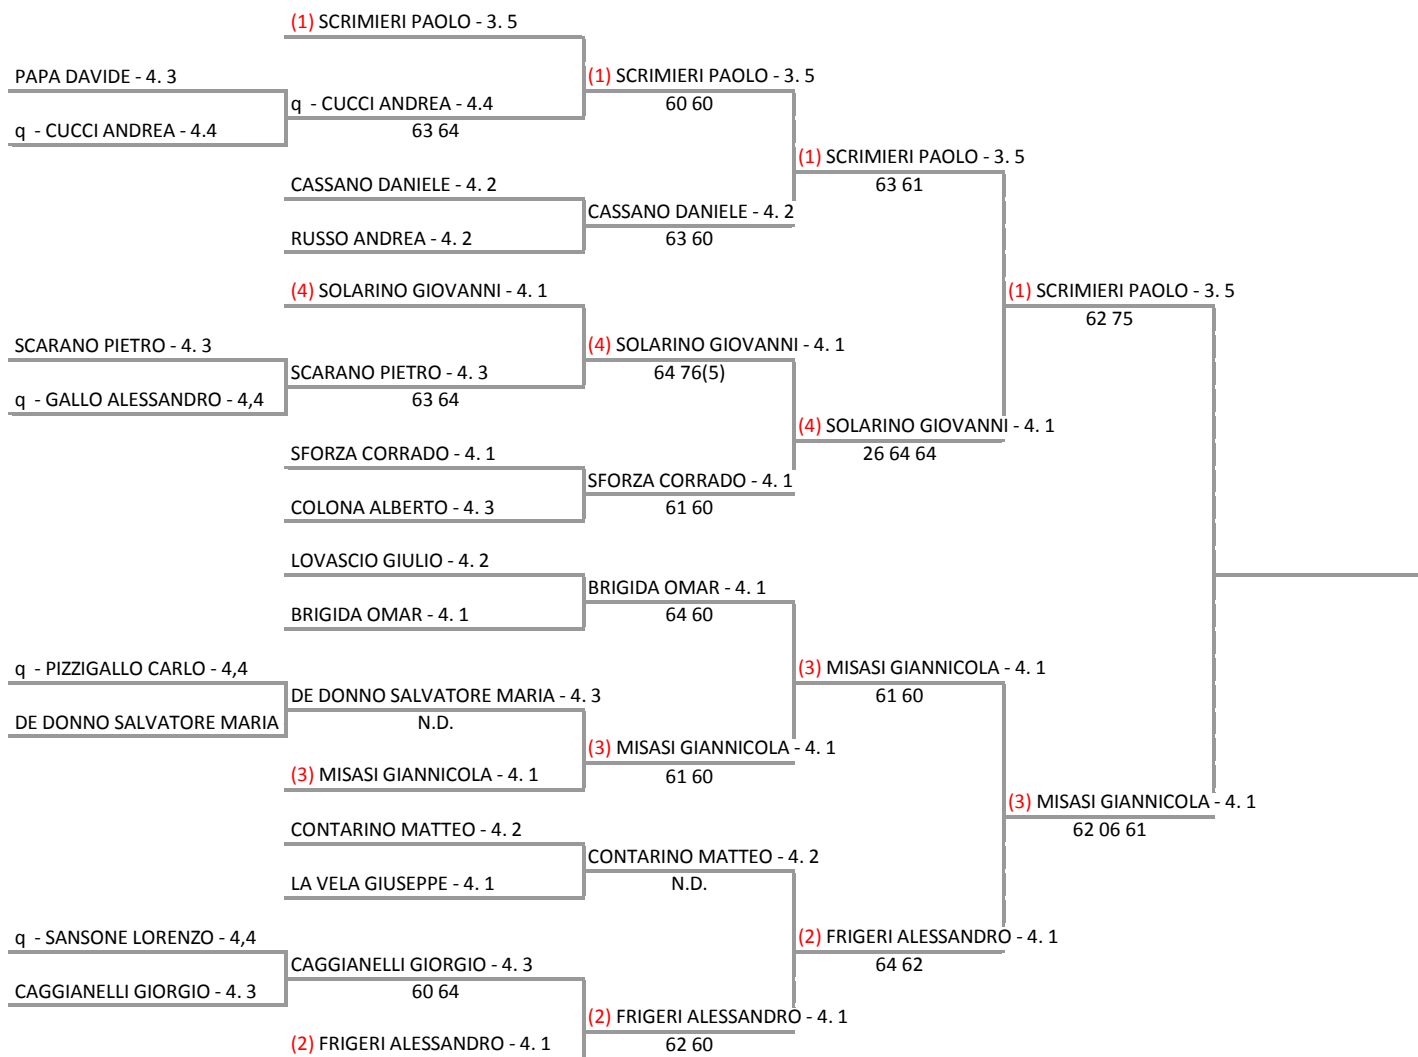 (1) SCRIMIERI PAOLO - 3. 5
PAPA DAVIDE - 4. 3
(1) SCRIMIERI PAOLO - 3. 5
q - CUCCI ANDREA - 4.4
60 60
q - CUCCI ANDREA - 4.4
63 64
(1) SCRIMIERI PAOLO - 3. 5
CASSANO DANIELE - 4. 2
63 61
CASSANO DANIELE - 4. 2
RUSSO ANDREA - 4. 2
63 60
(4) SOLARINO GIOVANNI - 4. 1
(1) SCRIMIERI PAOLO - 3. 5
62 75
SCARANO PIETRO - 4. 3
(4) SOLARINO GIOVANNI - 4. 1
SCARANO PIETRO - 4. 3
64 76(5)
q - GALLO ALESSANDRO - 4,4
63 64
(4) SOLARINO GIOVANNI - 4. 1
SFORZA CORRADO - 4. 1
26 64 64
SFORZA CORRADO - 4. 1
COLONA ALBERTO - 4. 3
61 60
LOVASCIO GIULIO - 4. 2
BRIGIDA OMAR - 4. 1
BRIGIDA OMAR - 4. 1
64 60
q - PIZZIGALLO CARLO - 4,4
(3) MISASI GIANNICOLA - 4. 1
DE DONNO SALVATORE MARIA - 4. 3
61 60
DE DONNO SALVATORE MARIA
N.D.
(3) MISASI GIANNICOLA - 4. 1
(3) MISASI GIANNICOLA - 4. 1
61 60
(3) MISASI GIANNICOLA - 4. 1
CONTARINO MATTEO - 4. 2
62 06 61
CONTARINO MATTEO - 4. 2
LA VELA GIUSEPPE - 4. 1
N.D.
q - SANSONE LORENZO - 4,4
(2) FRIGERI ALESSANDRO - 4. 1
CAGGIANELLI GIORGIO - 4. 3
64 62
CAGGIANELLI GIORGIO - 4. 3
60 64
(2) FRIGERI ALESSANDRO - 4. 1
(2) FRIGERI ALESSANDRO - 4. 1
62 60